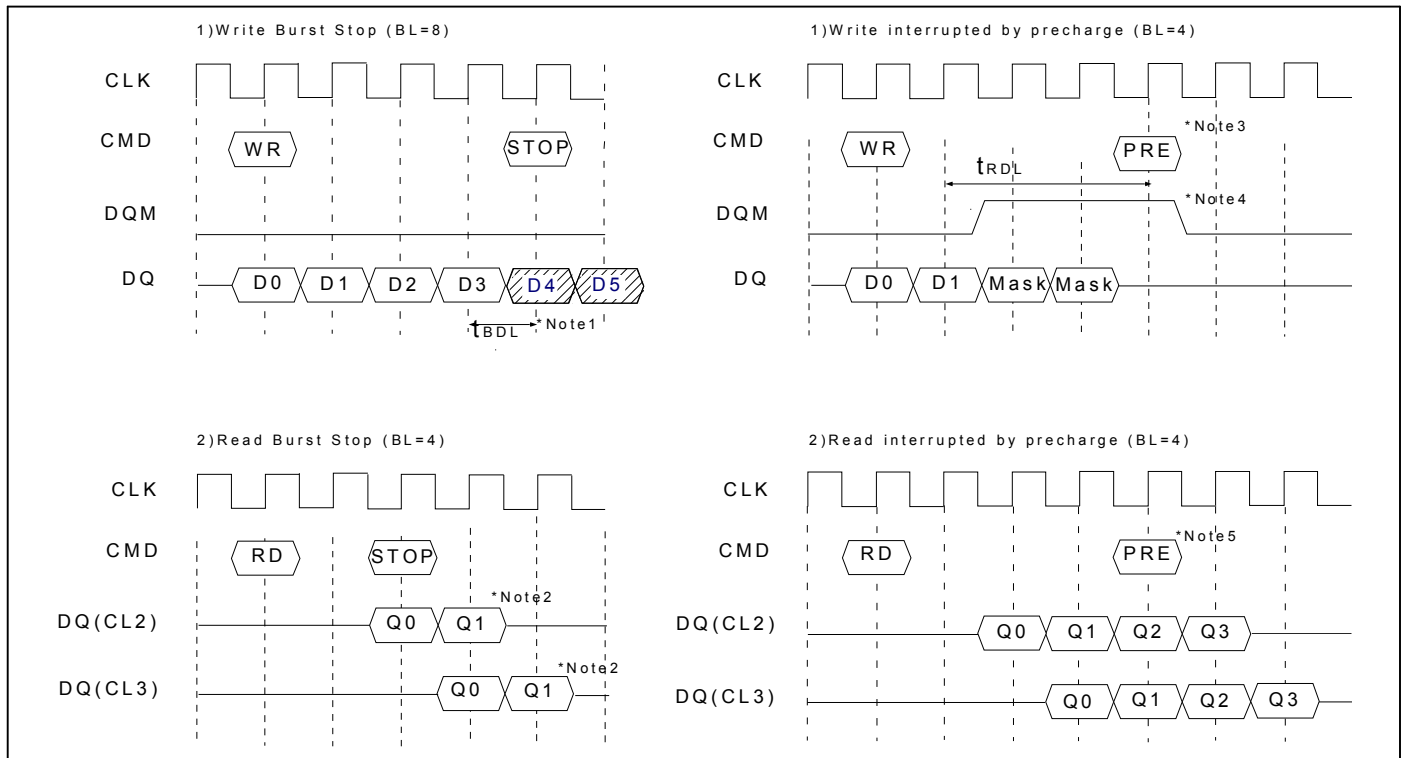 1)Write Burst Stop (BL=8)
CLK
CMD WR STOP
DQM
DQ D0 D1 D2 D3 D4 D5
tBDL *Note1
1)Write interrupted by precharge (BL=4)
CLK
CMD WR PRE *Note3
tRDL
DQM *Note4
DQ D0 D1 Mask Mask
2)Read Burst Stop (BL=4)
CLK
CMD RD STOP
*Note2
DQ(CL2) Q0 Q1
*Note2
DQ(CL3) Q0 Q1
2)Read interrupted by precharge (BL=4)
CLK
CMD RD PRE *Note5
DQ(CL2) Q0 Q1 Q2 Q3
DQ(CL3) Q0 Q1 Q2 Q3